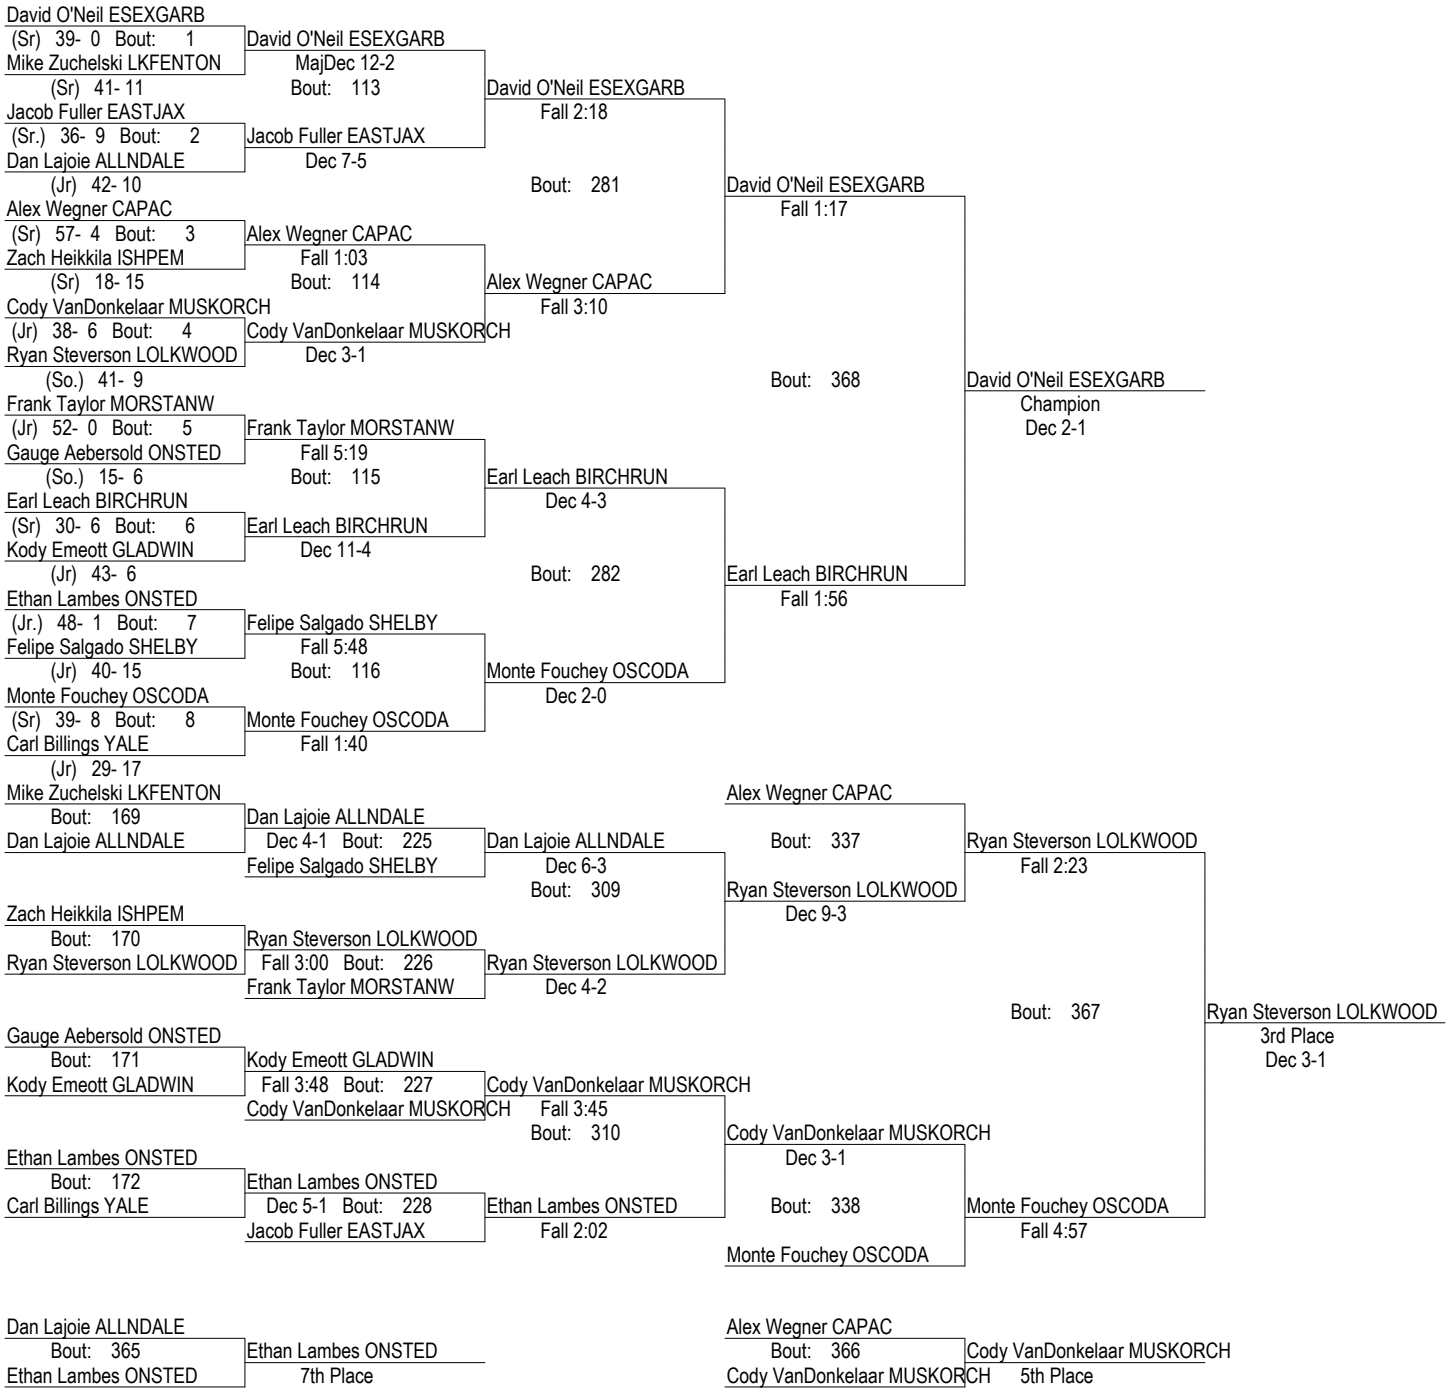 David O'Neil ESEXGARB
(Sr) 39- 0 Bout: 1
Mike Zuchelski LKFENTON
(Sr) 41- 11
Jacob Fuller EASTJAX
(Sr.) 36- 9 Bout: 2
Dan Lajoie ALLNDALE
(Jr) 42- 10
Alex Wegner CAPAC
(Sr) 57- 4 Bout: 3
Zach Heikkila ISHPEM
(Sr) 18- 15
Cody VanDonkelaar MUSKORCH
(Jr) 38- 6 Bout: 4
Ryan Steverson LOLKWOOD
(So.) 41- 9
Frank Taylor MORSTANW
(Jr) 52- 0 Bout: 5
Gauge Aebersold ONSTED
(So.) 15- 6
Earl Leach BIRCHRUN
(Sr) 30- 6 Bout: 6
Kody Emeott GLADWIN
(Jr) 43- 6
Ethan Lambes ONSTED
(Jr.) 48- 1 Bout: 7
Felipe Salgado SHELBY
(Jr) 40- 15
Monte Fouchey OSCODA
(Sr) 39- 8 Bout: 8
Carl Billings YALE
(Jr) 29- 17
David O'Neil ESEXGARB
MajDec 12-2
Bout: 113
Jacob Fuller EASTJAX
Dec 7-5
Alex Wegner CAPAC
Fall 1:03
Bout: 114
Cody VanDonkelaar MUSKORCH
Dec 3-1
Frank Taylor MORSTANW
Fall 5:19
Bout: 115
Earl Leach BIRCHRUN
Dec 11-4
Felipe Salgado SHELBY
Fall 5:48
Bout: 116
Monte Fouchey OSCODA
Fall 1:40
David O'Neil ESEXGARB
Fall 2:18
Bout: 281
Alex Wegner CAPAC
Fall 3:10
Earl Leach BIRCHRUN
Dec 4-3
Bout: 282
Monte Fouchey OSCODA
Dec 2-0
David O'Neil ESEXGARB
Fall 1:17
Bout: 368
Earl Leach BIRCHRUN
Fall 1:56
David O'Neil ESEXGARB
Champion
Dec 2-1
Mike Zuchelski LKFENTON
Bout: 169
Dan Lajoie ALLNDALE
Zach Heikkila ISHPEM
Bout: 170
Ryan Steverson LOLKWOOD
Gauge Aebersold ONSTED
Bout: 171
Kody Emeott GLADWIN
Ethan Lambes ONSTED
Bout: 172
Carl Billings YALE
Dan Lajoie ALLNDALE
Dec 4-1 Bout: 225
Felipe Salgado SHELBY
Ryan Steverson LOLKWOOD
Fall 3:00 Bout: 226
Frank Taylor MORSTANW
Kody Emeott GLADWIN
Fall 3:48 Bout: 227
Cody VanDonkelaar MUSKORCH
Ethan Lambes ONSTED
Dec 5-1 Bout: 228
Jacob Fuller EASTJAX
Dan Lajoie ALLNDALE
Dec 6-3
Bout: 309
Ryan Steverson LOLKWOOD
Dec 4-2
Cody VanDonkelaar MUSKORCH
Fall 3:45
Bout: 310
Ethan Lambes ONSTED
Fall 2:02
Alex Wegner CAPAC
Bout: 337
Ryan Steverson LOLKWOOD
Dec 9-3
Cody VanDonkelaar MUSKORCH
Dec 3-1
Bout: 338
Monte Fouchey OSCODA
Ryan Steverson LOLKWOOD
Fall 2:23
Bout: 367
Monte Fouchey OSCODA
Fall 4:57
Ryan Steverson LOLKWOOD
3rd Place
Dec 3-1
Dan Lajoie ALLNDALE
Bout: 365
Ethan Lambes ONSTED
Ethan Lambes ONSTED
7th Place
Alex Wegner CAPAC
Bout: 366
Cody VanDonkelaar MUSKORCH
Cody VanDonkelaar MUSKORCH
5th Place